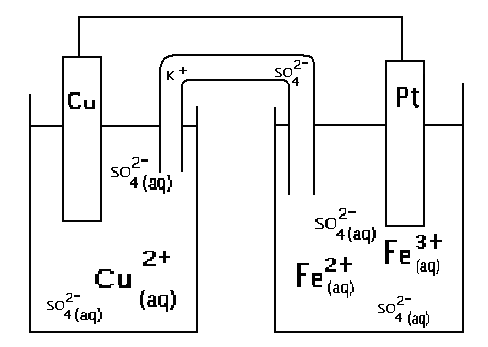 K⁺ SO₄²⁻
Cu
Pt
SO₄²⁻(aq)
Cu²⁺(aq)
SO₄²⁻(aq)
SO₄²⁻(aq)
Fe³⁺(aq)
Fe²⁺(aq)
SO₄²⁻(aq)